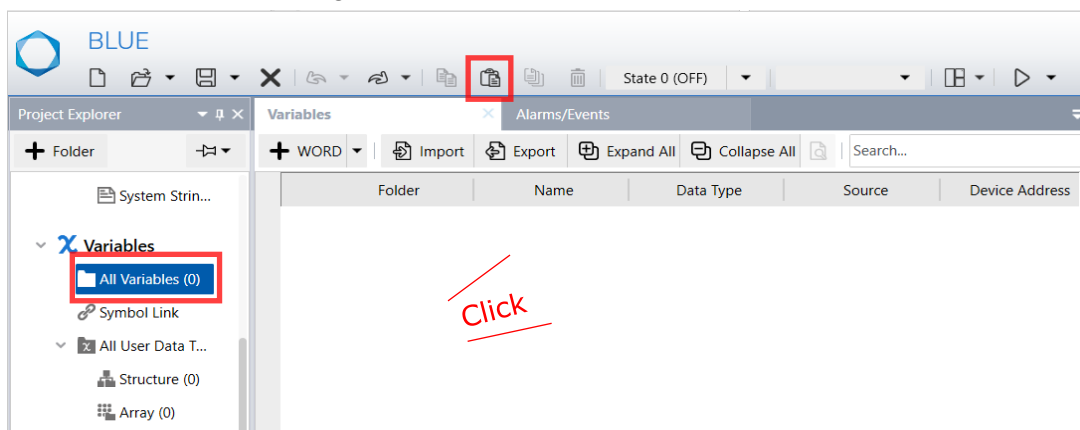 BLUE
State 0 (OFF)
Project Explorer
Variables
Alarms/Events
Folder
WORD
Import
Export
Expand All
Collapse All
Search...
Folder
Name
Data Type
Source
Device Address
System Strin...
Variables
All Variables (0)
Symbol Link
All User Data T...
Structure (0)
Array (0)
Click